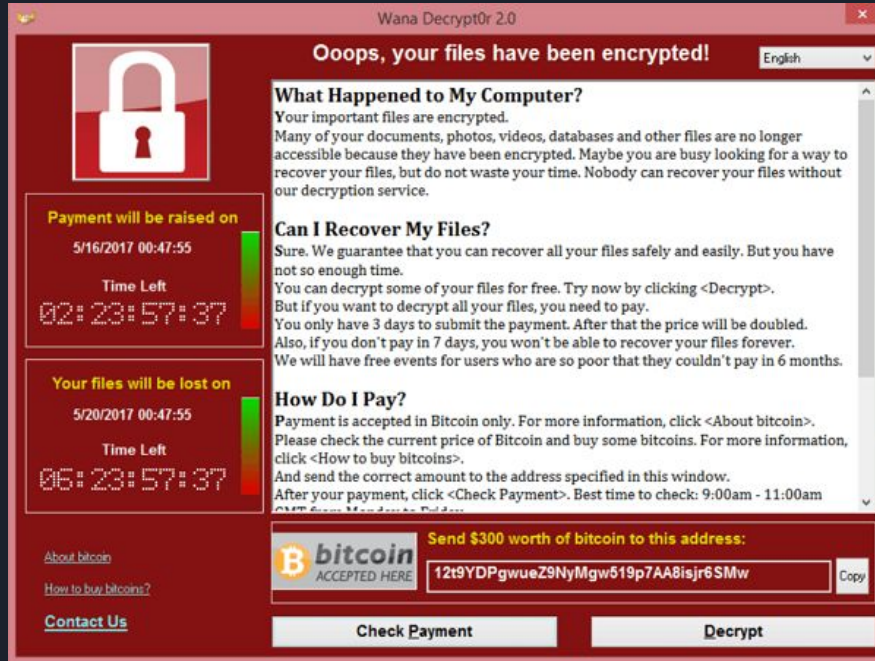 Wana Decrypt0r 2.0
Ooops, your files have been encrypted!
English
What Happened to My Computer?
Your important files are encrypted.
Many of your documents, photos, videos, databases and other files are no longer
accessible because they have been encrypted. Maybe you are busy looking for a way to
recover your files, but do not waste your time. Nobody can recover your files without
our decryption service.
Can I Recover My Files?
Sure. We guarantee that you can recover all your files safely and easily. But you have
not so enough time.
You can decrypt some of your files for free. Try now by clicking <Decrypt>.
But if you want to decrypt all your files, you need to pay.
You only have 3 days to submit the payment. After that the price will be doubled.
Also, if you don't pay in 7 days, you won't be able to recover your files forever.
We will have free events for users who are so poor that they couldn't pay in 6 months.
How Do I Pay?
Payment is accepted in Bitcoin only. For more information, click <About bitcoin>.
Please check the current price of Bitcoin and buy some bitcoins. For more information,
click <How to buy bitcoins>.
And send the correct amount to the address specified in this window.
After your payment, click <Check Payment>. Best time to check: 9:00am - 11:00am
GMT from Monday to Friday.
Payment will be raised on
5/16/2017 00:47:55
Time Left
02:23:57:37
Your files will be lost on
5/20/2017 00:47:55
Time Left
06:23:57:37
About bitcoin
How to buy bitcoins?
Contact Us
bitcoin
ACCEPTED HERE
Send $300 worth of bitcoin to this address:
12t9YDPgwueZ9NyMgw519p7AA8isjr6SMw
Copy
Check Payment
Decrypt